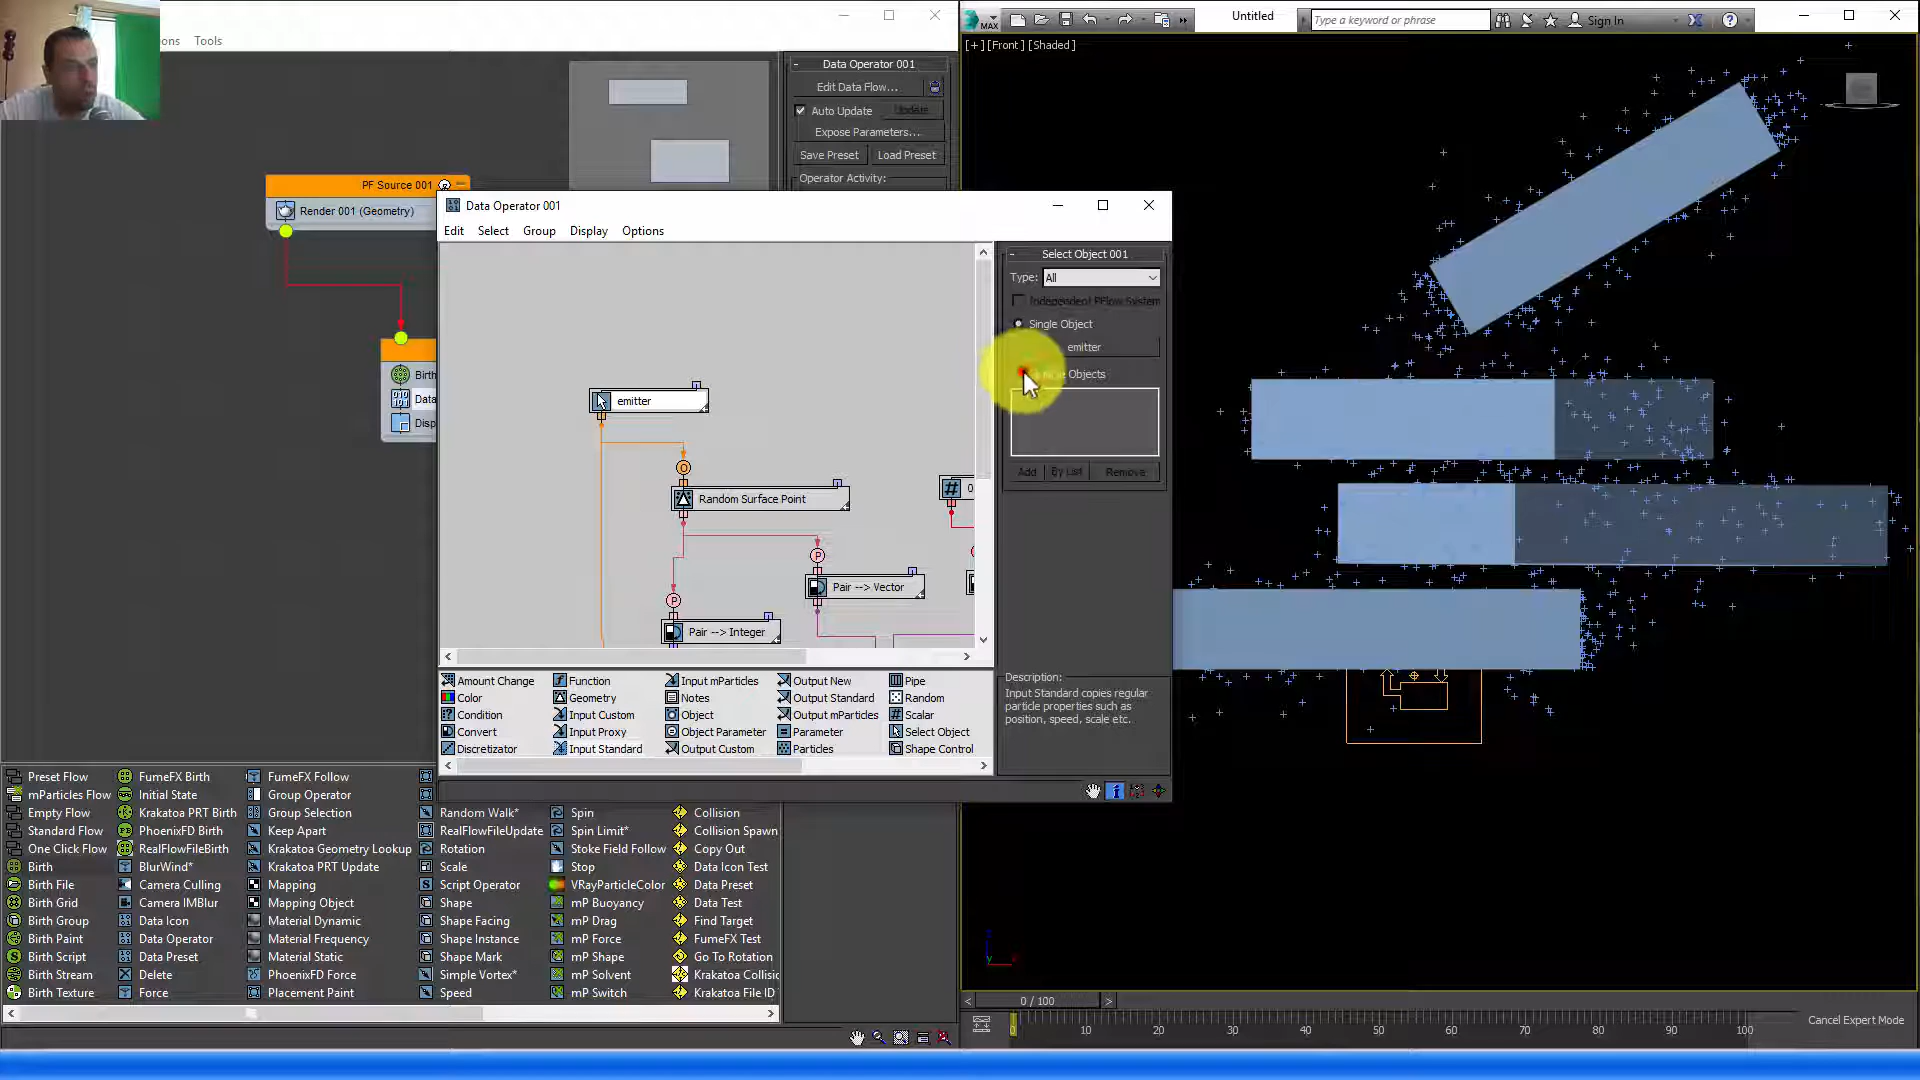 ons Tools
Untitled
Type a keyword or phrase
Sign In
MAX
[+] [Front] [Shaded]
Data Operator 001
Edit Data Flow...
Auto Update
Update
Expose Parameters...
Save Preset Load Preset
Operator Activity:
PF Source 001
Render 001 (Geometry)
Birth
Data
Disp
Data Operator 001
Edit Select Group Display Options
emitter
Random Surface Point
Pair --> Vector
Pair --> Integer
Select Object 001
Type: All
Independent PFlow System
Single Object
emitter
Objects
Add By List Remove
Description:
Input Standard copies regular
particle properties such as
position, speed, scale etc.
Amount Change Function Input mParticles Output New Pipe
Color Geometry Notes Output Standard Random
Condition Input Custom Object Output mParticles Scalar
Convert Input Proxy Object Parameter Parameter Select Object
Discretizator Input Standard Output Custom Particles Shape Control
Preset Flow FumeFX Birth FumeFX Follow
mParticles Flow Initial State Group Operator
Empty Flow Krakatoa PRT Birth Group Selection Random Walk* Spin Collision
Standard Flow PhoenixFD Birth Keep Apart RealFlowFileUpdate Spin Limit* Collision Spawn
One Click Flow RealFlowFileBirth Krakatoa Geometry Lookup Rotation Stoke Field Follow Copy Out
Birth BlurWind* Krakatoa PRT Update Scale Stop Data Icon Test
Birth File Camera Culling Mapping Script Operator VRayParticleColor Data Preset
Birth Grid Camera IMBlur Mapping Object Shape mP Buoyancy Data Test
Birth Group Data Icon Material Dynamic Shape Facing mP Drag Find Target
Birth Paint Data Operator Material Frequency Shape Instance mP Force FumeFX Test
Birth Script Data Preset Material Static Shape Mark mP Shape Go To Rotation
Birth Stream Delete PhoenixFD Force Simple Vortex* mP Solvent Krakatoa Collisic
Birth Texture Force Placement Paint Speed mP Switch Krakatoa File ID
0 / 100
0 10 20 30 40 50 60 70 80 90 100
Cancel Expert Mode